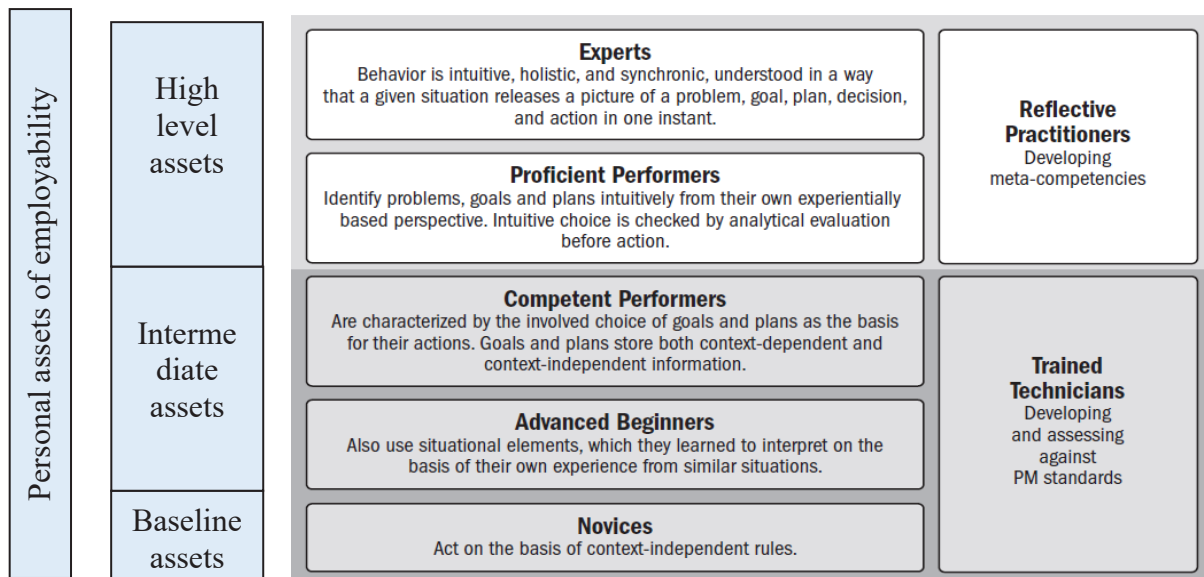 Personal assets of employability
High
level
assets
Interme
diate
assets
Baseline
assets
Experts
Behavior is intuitive, holistic, and synchronic, understood in a way
that a given situation releases a picture of a problem, goal, plan, decision,
and action in one instant.
Proficient Performers
Identify problems, goals and plans intuitively from their own experientially
based perspective. Intuitive choice is checked by analytical evaluation
before action.
Competent Performers
Are characterized by the involved choice of goals and plans as the basis
for their actions. Goals and plans store both context-dependent and
context-independent information.
Advanced Beginners
Also use situational elements, which they learned to interpret on the
basis of their own experience from similar situations.
Novices
Act on the basis of context-independent rules.
Reflective
Practitioners
Developing
meta-competencies
Trained
Technicians
Developing
and assessing
against
PM standards